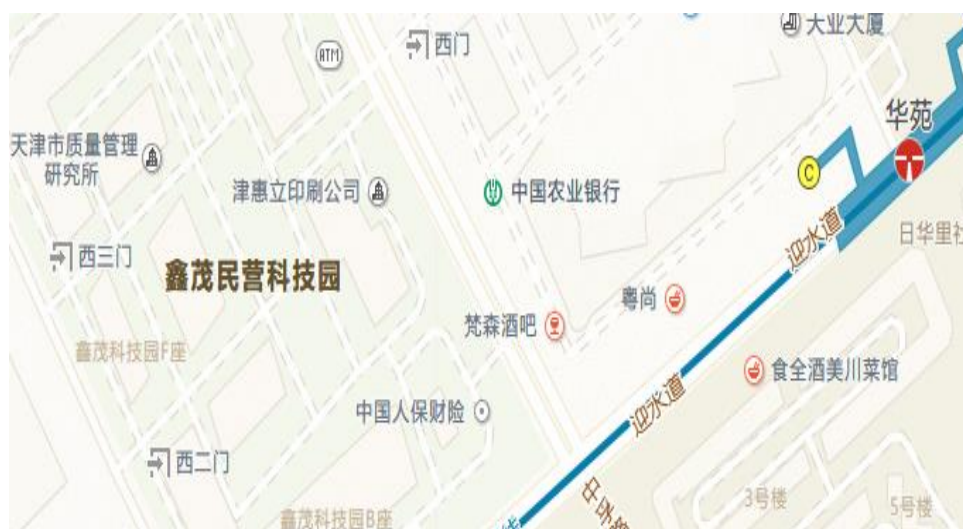 天业大厦
西门
ATM
华苑
天津市质量管理
研究所
C
津惠立印刷公司
中国农业银行
迎水道
日华里社
西三门
鑫茂民营科技园
粤尚
梵森酒吧
鑫茂科技园F座
食全酒美川菜馆
迎水道
中国人保财险
西二门
3号楼
5号楼
鑫茂科技园B座